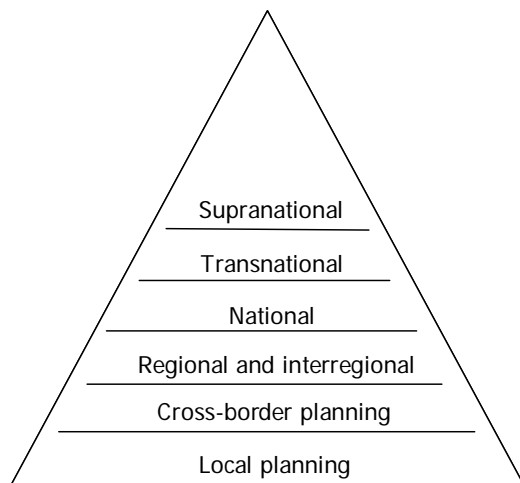 Supranational
Transnational
National
Regional and interregional
Cross-border planning
Local planning